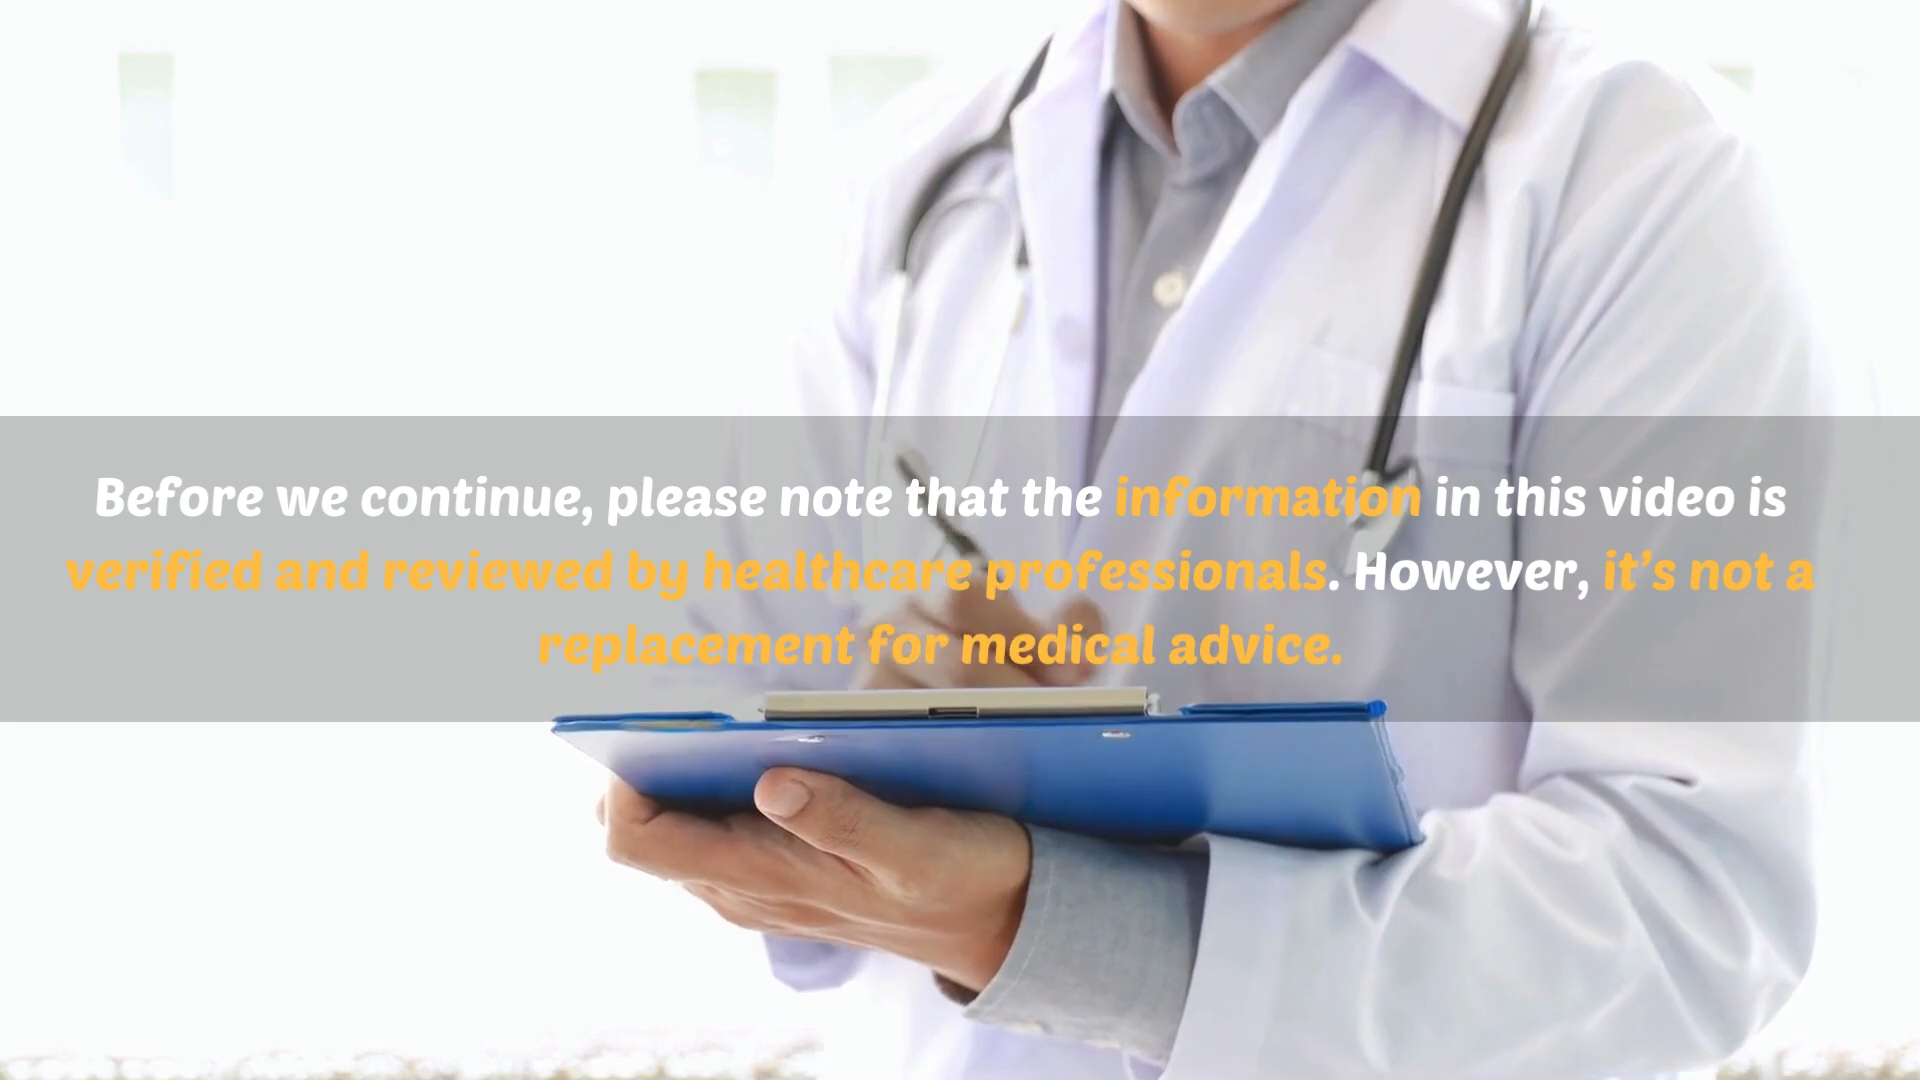 Before we continue, please note that the information in this video is
verified and reviewed by healthcare professionals. However, it’s not a
replacement for medical advice.